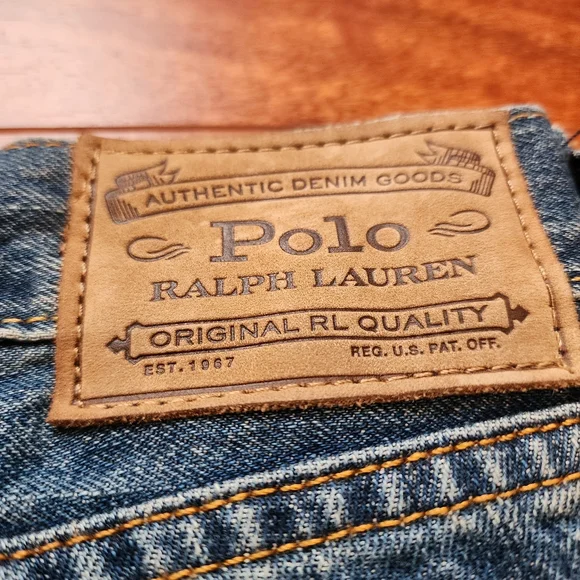 AUTHENTIC DENIM GOODS
Polo
RALPH LAUREN
ORIGINAL RL QUALITY
EST. 1967 REG. U.S. PAT. OFF.